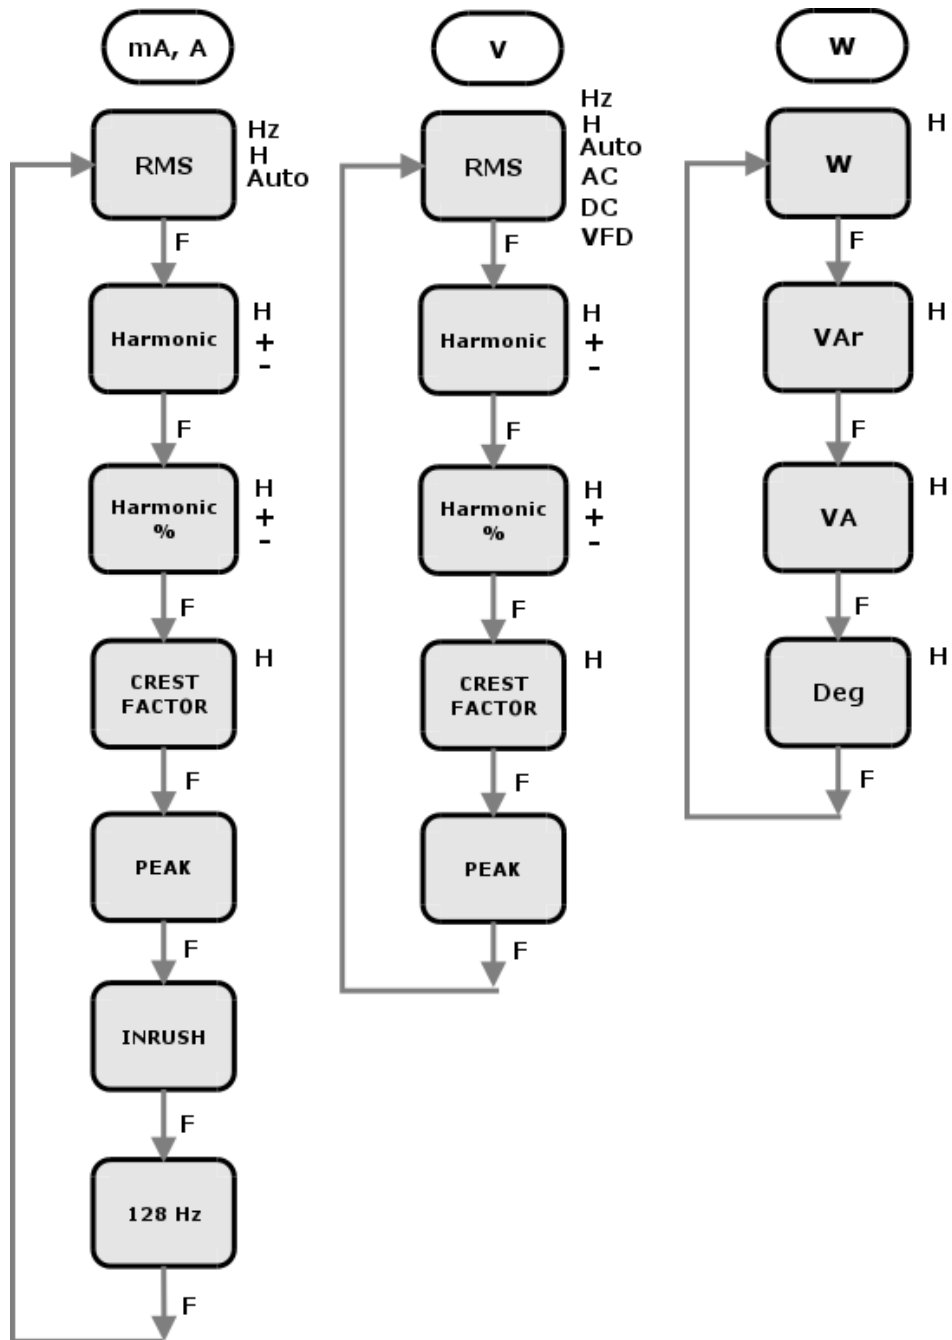 mA, A
RMS
Hz
H
Auto
F
Harmonic
H
+
-
F
Harmonic
%
H
+
-
F
CREST
FACTOR
H
F
PEAK
F
INRUSH
F
128 Hz
F
V
RMS
Hz
H
Auto
AC
DC
VFD
F
Harmonic
H
+
-
F
Harmonic
%
H
+
-
F
CREST
FACTOR
H
F
PEAK
F
W
W
H
F
VAr
H
F
VA
H
F
Deg
H
F